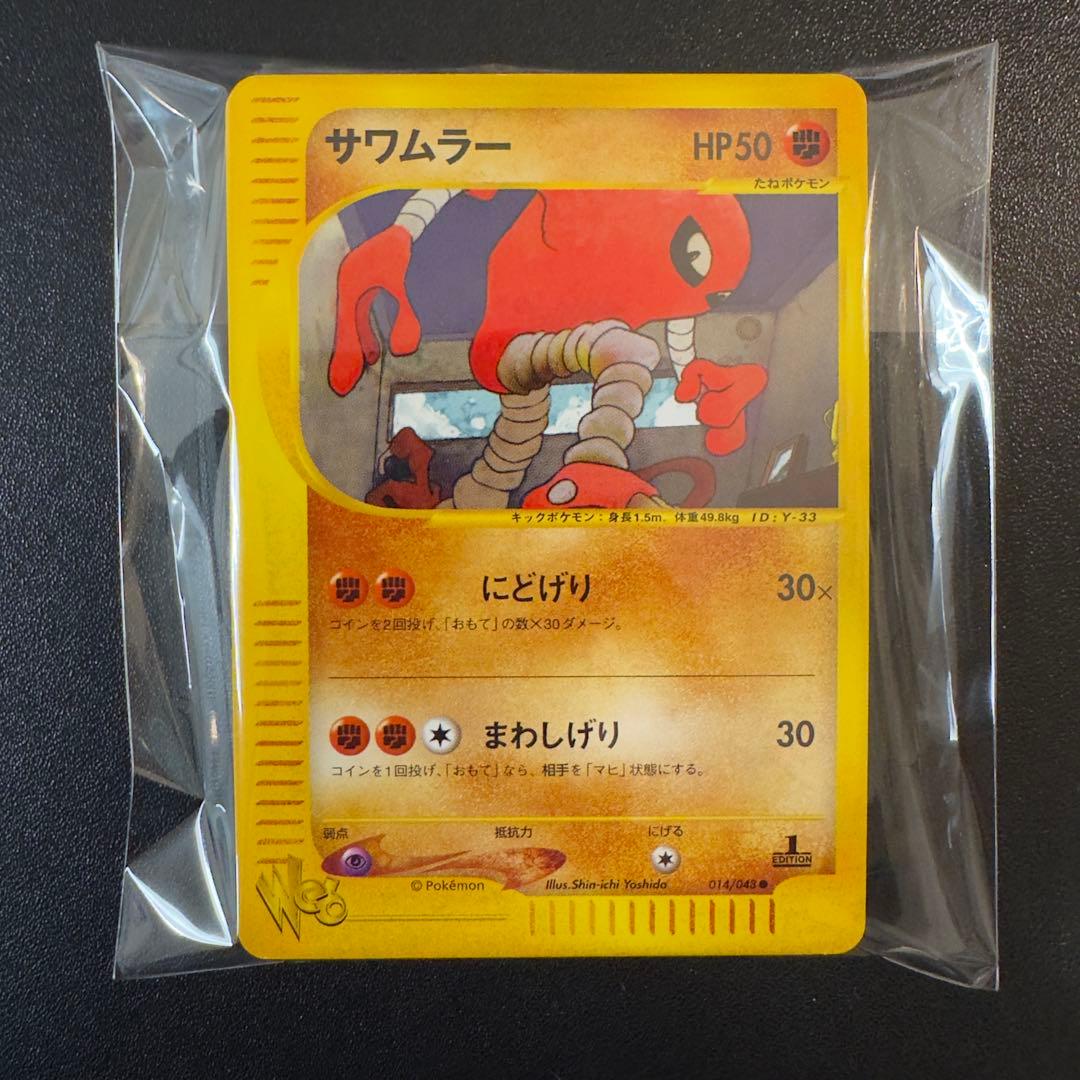 サワムラー HP50
たねポケモン
キックポケモン：身長1.5m, 体重49.8kg ID:Y-33
にどげり 30×
コインを2回投げ、「おもて」の数×30ダメージ。
まわしげり 30
コインを1回投げ、「おもて」なら、相手を「マヒ」状態にする。
弱点 抵抗力 にげる
1
EDITION
© Pokémon Illus.Shin-ichi Yoshida 014/048●
Web